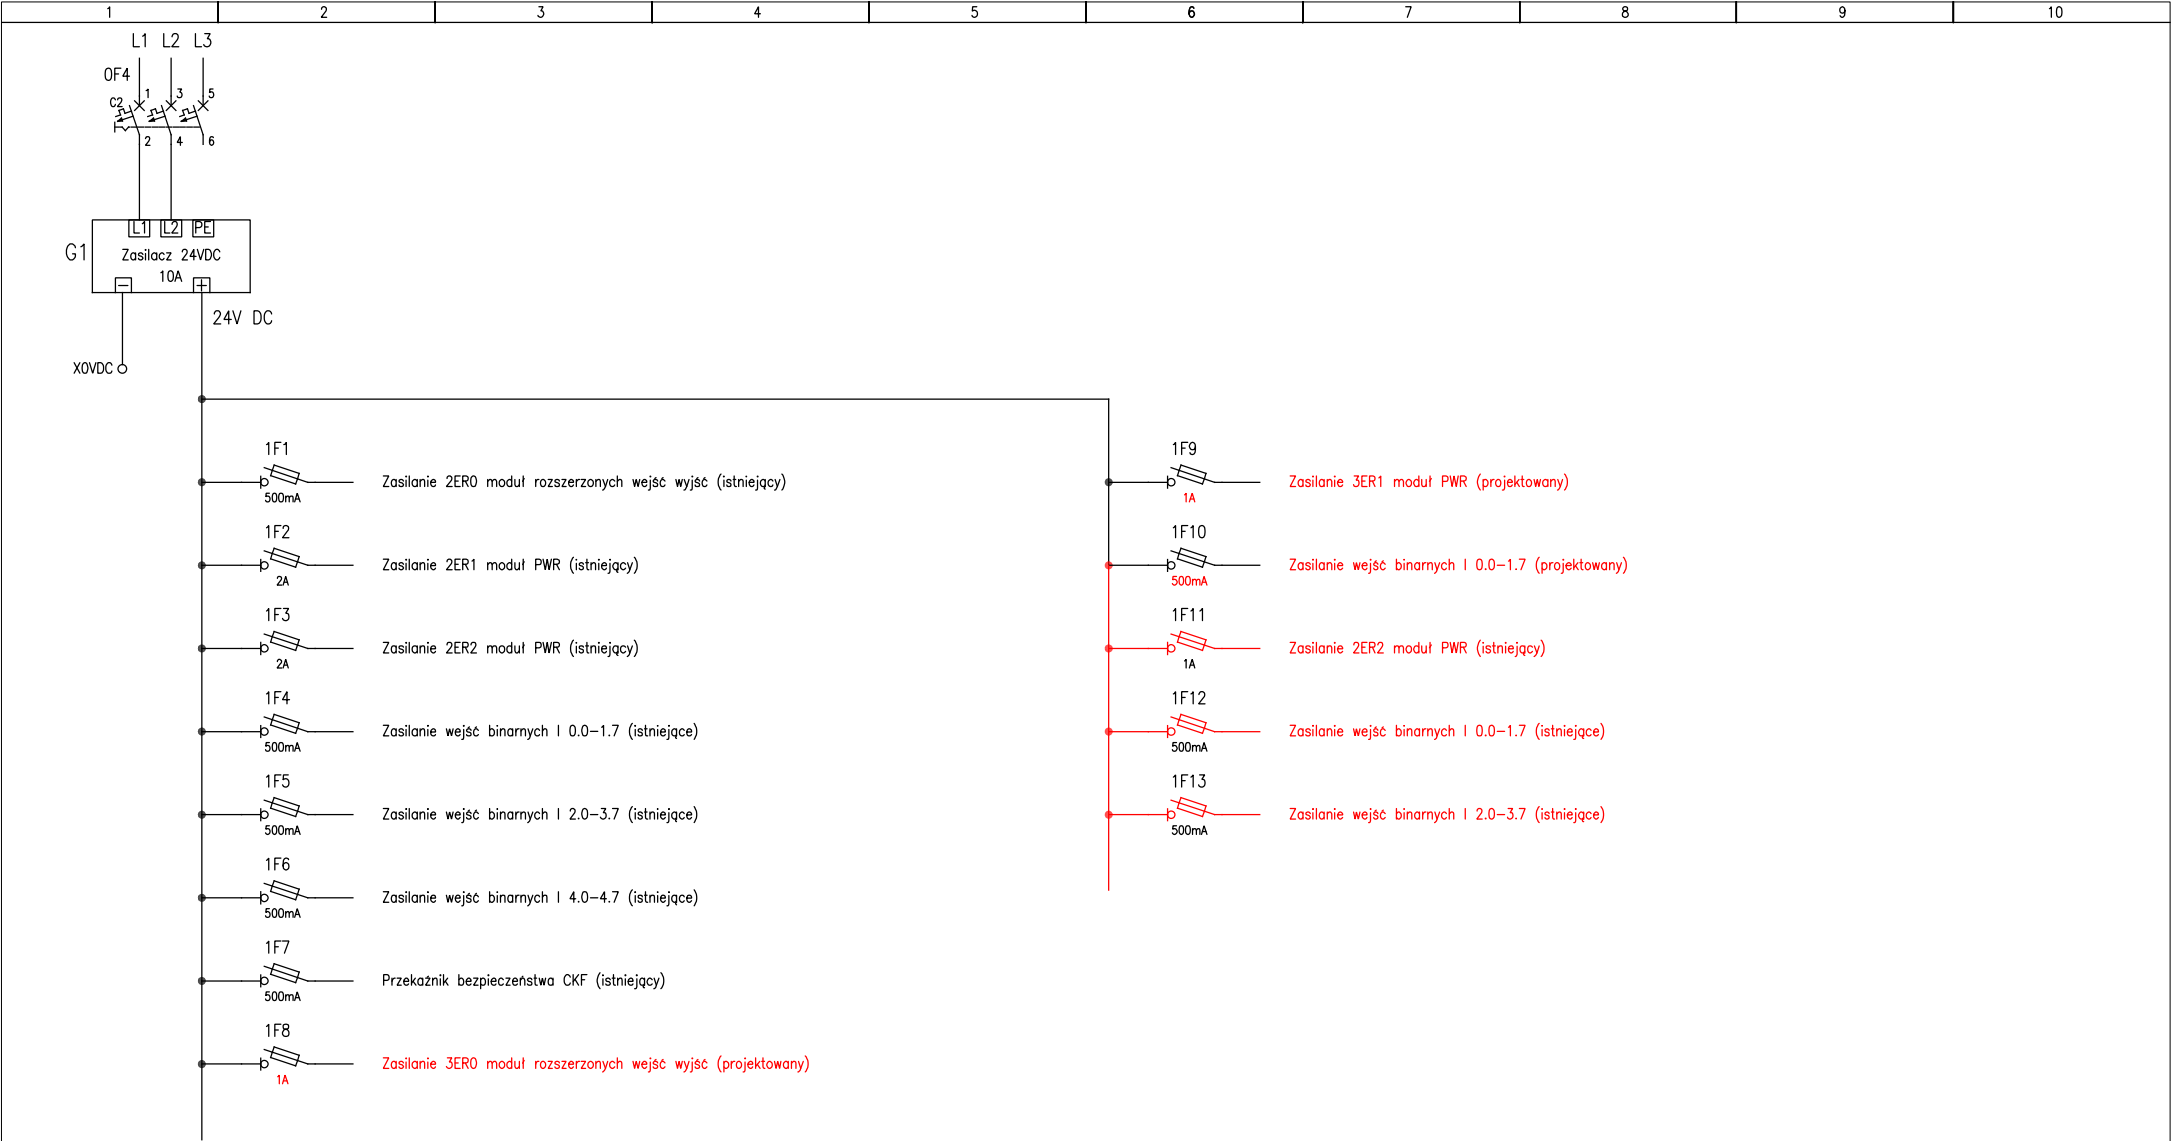 1 2 3 4 5 6 7 8 9 10
L1 L2 L3
0F4
C2 1 3 5
2 4 6
L1 L2 PE
G1
Zasilacz 24VDC
10A
− +
24V DC
X0VDC
1F1
Zasilanie 2ER0 moduł rozszerzonych wejść wyjść (istniejący)
500mA
1F2
Zasilanie 2ER1 moduł PWR (istniejący)
2A
1F3
Zasilanie 2ER2 moduł PWR (istniejący)
2A
1F4
Zasilanie wejść binarnych I 0.0−1.7 (istniejące)
500mA
1F5
Zasilanie wejść binarnych I 2.0−3.7 (istniejące)
500mA
1F6
Zasilanie wejść binarnych I 4.0−4.7 (istniejące)
500mA
1F7
Przekaźnik bezpieczeństwa CKF (istniejący)
500mA
1F8
Zasilanie 3ER0 moduł rozszerzonych wejść wyjść (projektowany)
1A
1F9
Zasilanie 3ER1 moduł PWR (projektowany)
1A
1F10
Zasilanie wejść binarnych I 0.0−1.7 (projektowany)
500mA
1F11
Zasilanie 2ER2 moduł PWR (istniejący)
1A
1F12
Zasilanie wejść binarnych I 0.0−1.7 (istniejące)
500mA
1F13
Zasilanie wejść binarnych I 2.0−3.7 (istniejące)
500mA